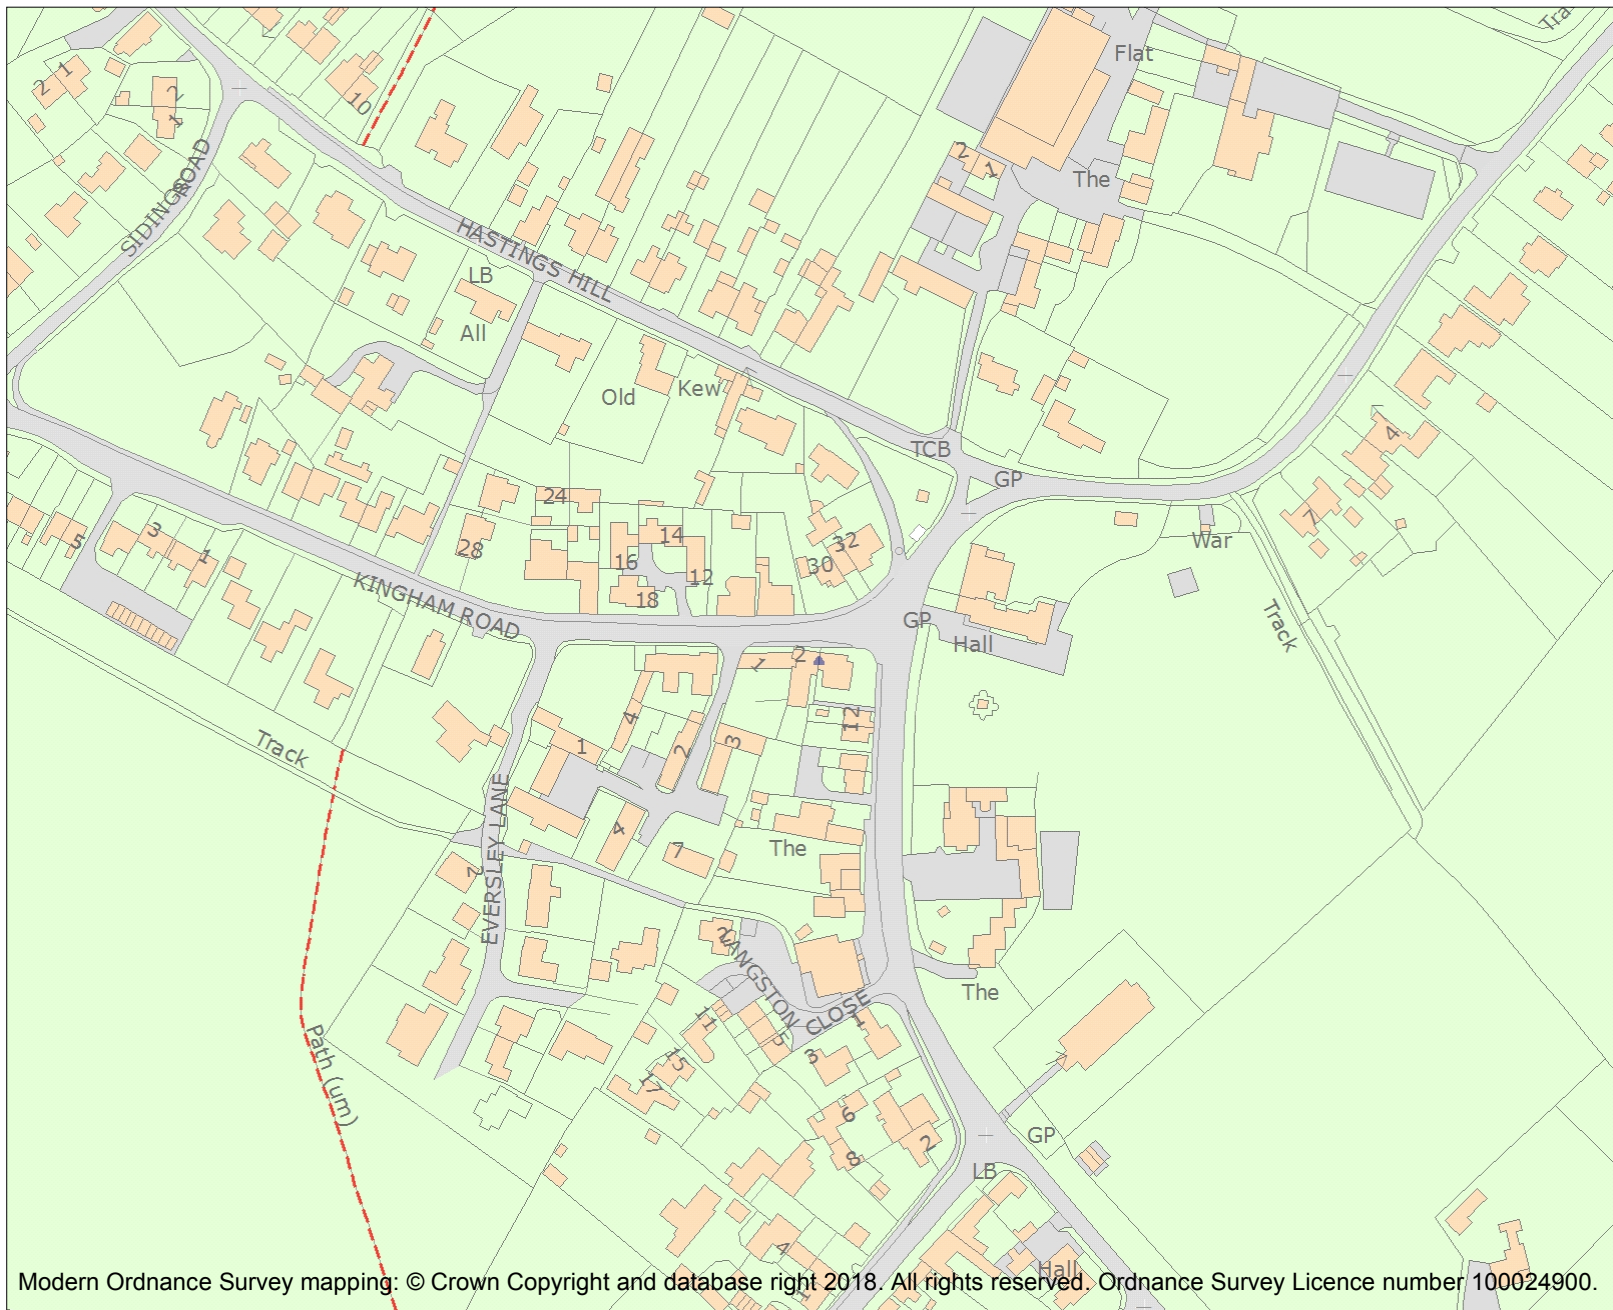 Tra
Flat
2 1
2
1
10
2
1
The
SIDINGS ROAD
HASTINGS HILL
LB
All
Old
Kew
4
TCB
GP
7
24
14
32
War
5
3
1
28
16
12
30
18
KINGHAM ROAD
GP
Hall
Track
1
2
4
12
Track
1
2
3
EVERSLEY LANE
4
7
The
2
2
LANGSTON CLOSE
The
11
5
1
3
15
17
Path (um)
6
2
8
GP
LB
4
Hall
1
Modern Ordnance Survey mapping: © Crown Copyright and database right 2018. All rights reserved. Ordnance Survey Licence number 100024900.